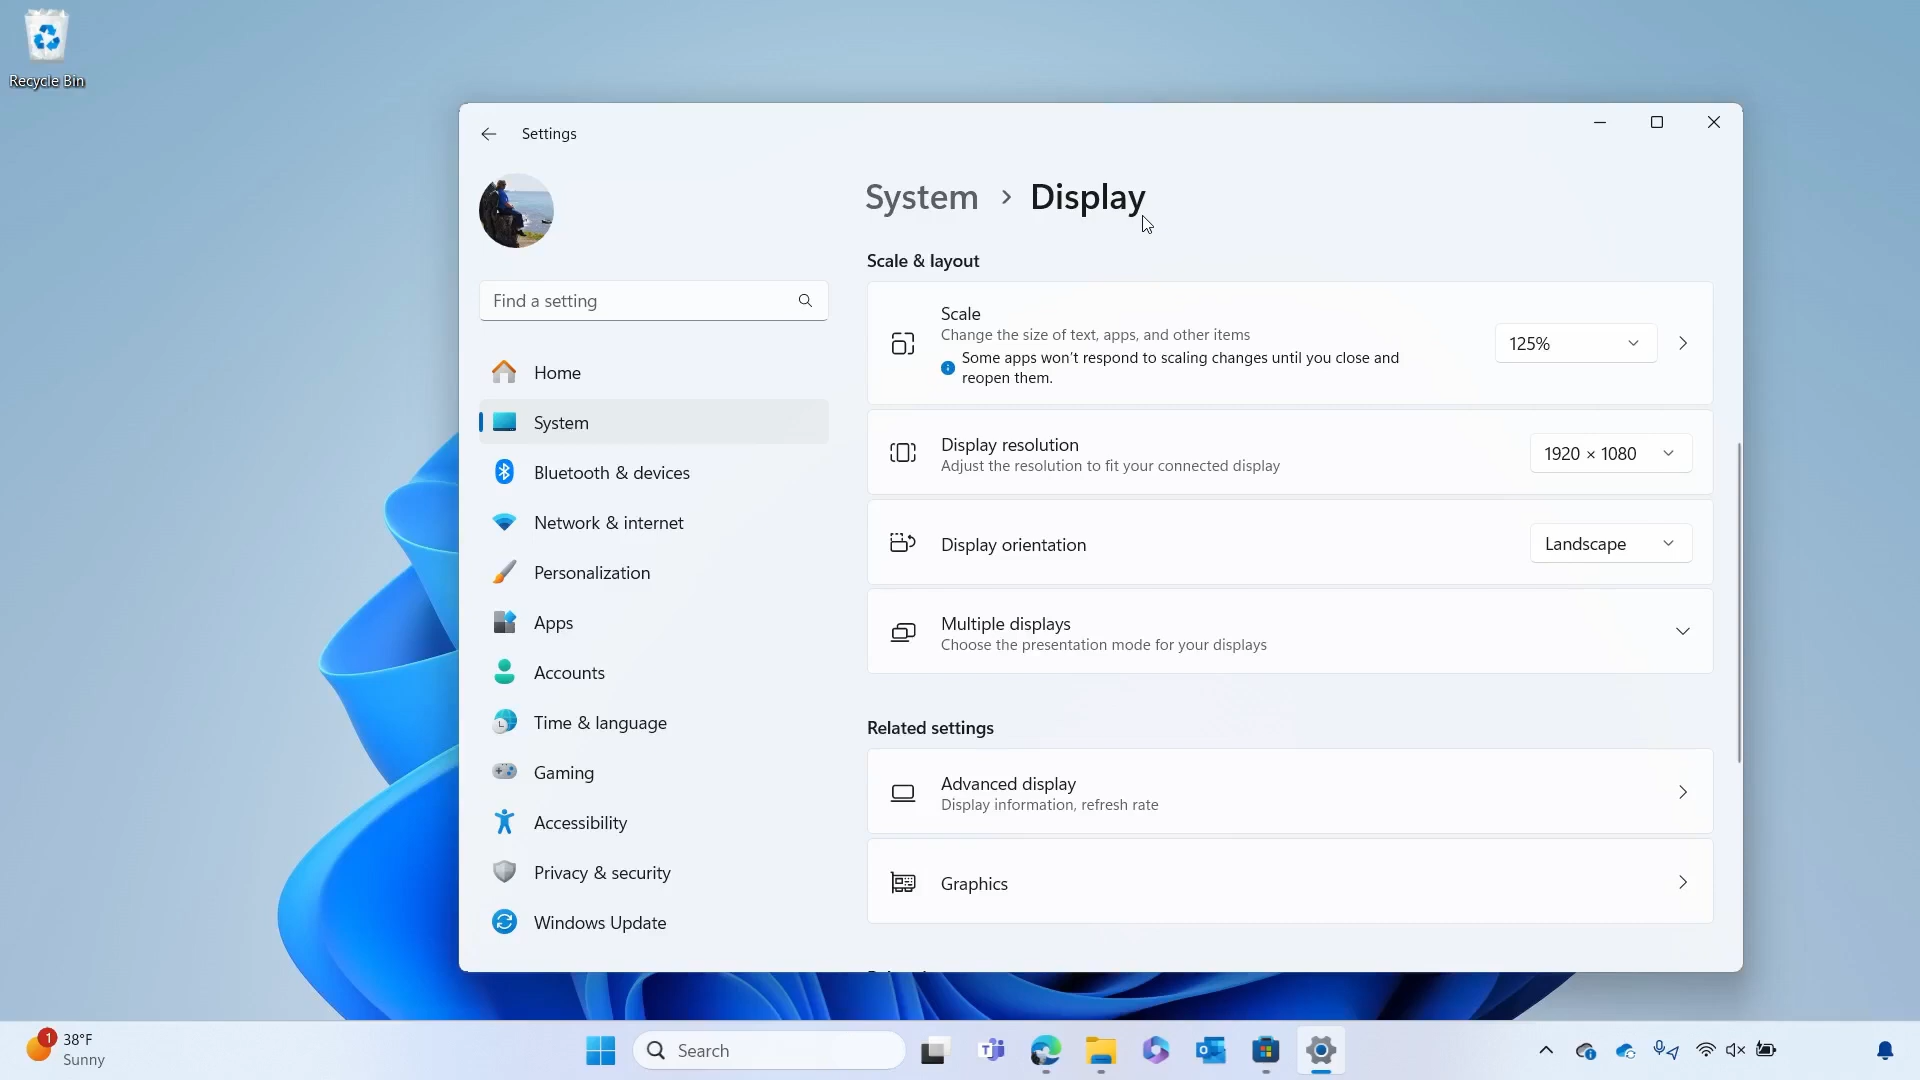 Recycle Bin
Settings
System > Display
Scale & layout
Find a setting
Scale
Change the size of text, apps, and other items
Some apps won't respond to scaling changes until you close and
reopen them.
125%
Home
System
Display resolution
Adjust the resolution to fit your connected display
1920 × 1080
Bluetooth & devices
Network & internet
Display orientation
Landscape
Personalization
Apps
Multiple displays
Choose the presentation mode for your displays
Accounts
Time & language
Related settings
Gaming
Advanced display
Display information, refresh rate
Accessibility
Privacy & security
Graphics
Windows Update
1
38°F
Sunny
Search